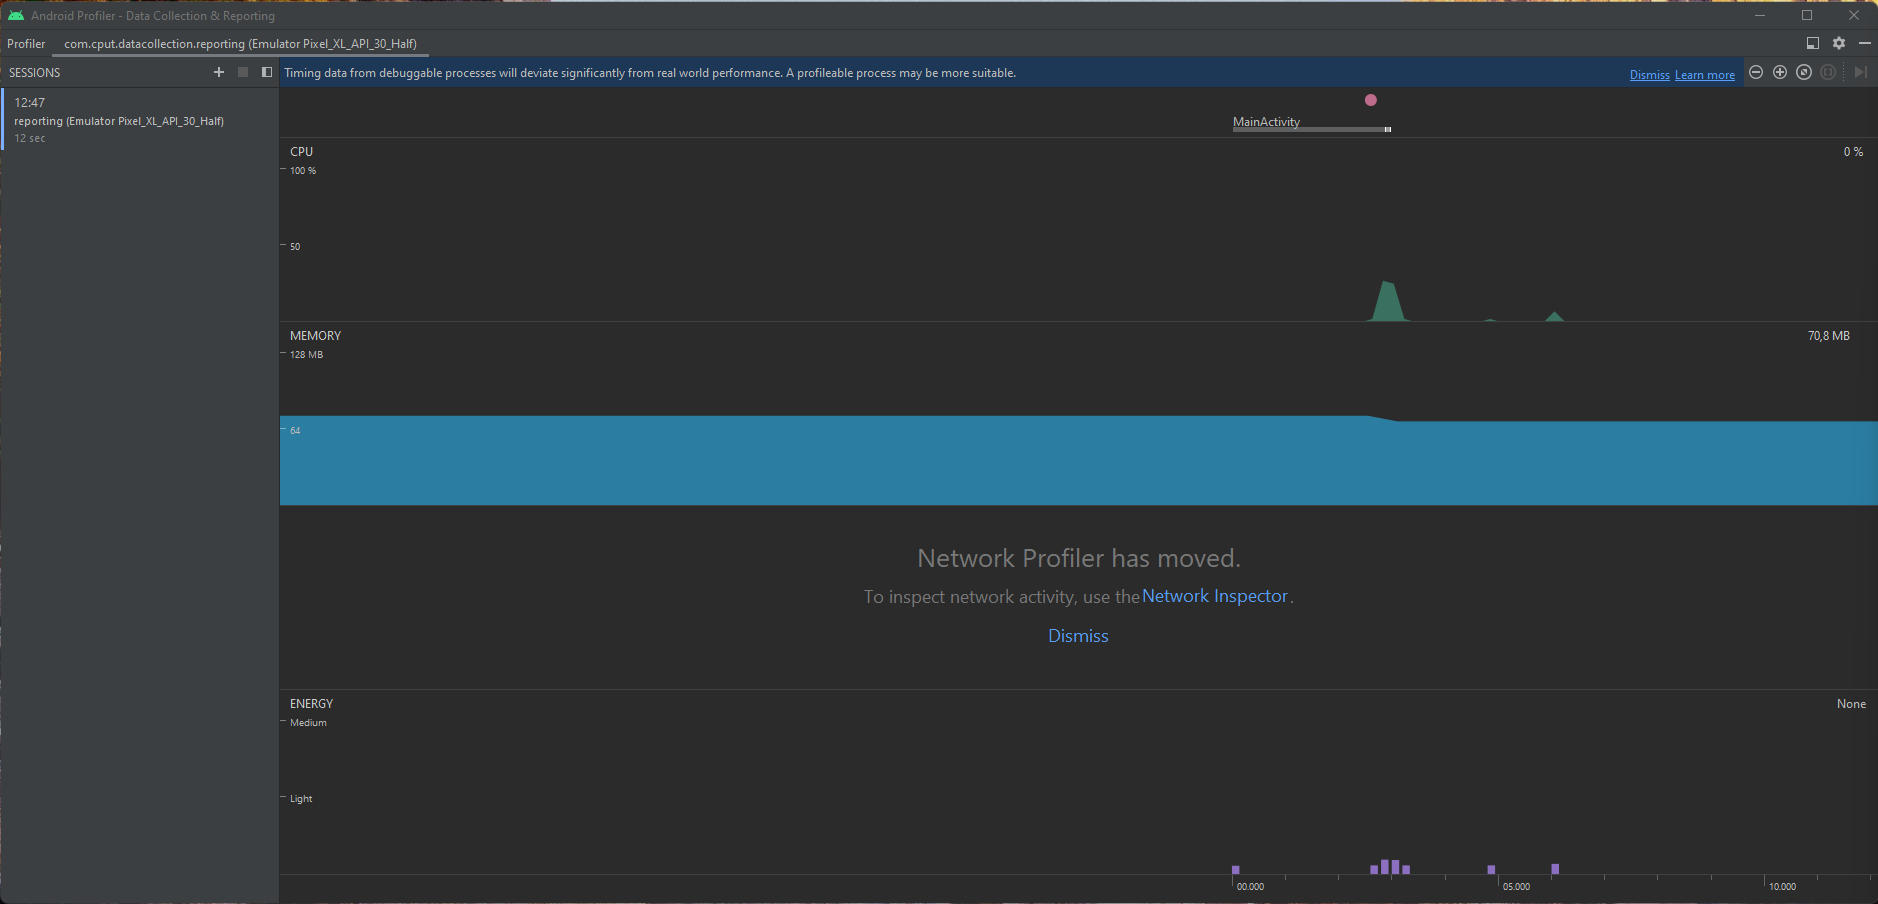 Android Profiler - Data Collection & Reporting
Profiler com.cput.datacollection.reporting (Emulator Pixel_XL_API_30_Half)
SESSIONS
Timing data from debuggable processes will deviate significantly from real world performance. A profileable process may be more suitable.
Dismiss Learn more
12:47
reporting (Emulator Pixel_XL_API_30_Half)
12 sec
MainActivity
CPU
0 %
100 %
50
MEMORY
70,8 MB
128 MB
64
Network Profiler has moved.
To inspect network activity, use the Network Inspector.
Dismiss
ENERGY
None
Medium
Light
00.000 05.000 10.000